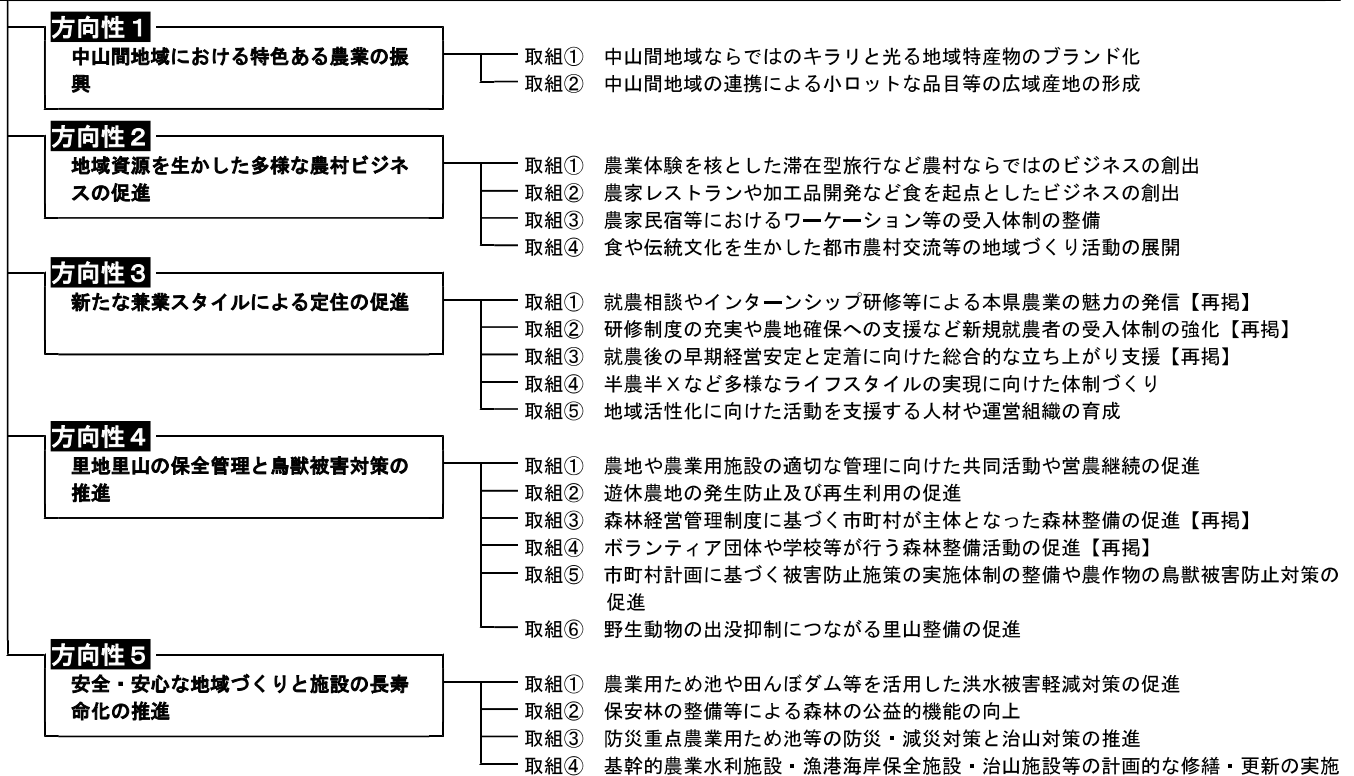 方向性１
中山間地域における特色ある農業の振
興
取組① 中山間地域ならではのキラリと光る地域特産物のブランド化
取組② 中山間地域の連携による小ロットな品目等の広域産地の形成
方向性２
地域資源を生かした多様な農村ビジネ
スの促進
取組① 農業体験を核とした滞在型旅行など農村ならではのビジネスの創出
取組② 農家レストランや加工品開発など食を起点としたビジネスの創出
取組③ 農家民宿等におけるワーケーション等の受入体制の整備
取組④ 食や伝統文化を生かした都市農村交流等の地域づくり活動の展開
方向性３
新たな兼業スタイルによる定住の促進
取組① 就農相談やインターンシップ研修等による本県農業の魅力の発信【再掲】
取組② 研修制度の充実や農地確保への支援など新規就農者の受入体制の強化【再掲】
取組③ 就農後の早期経営安定と定着に向けた総合的な立ち上がり支援【再掲】
取組④ 半農半Ｘなど多様なライフスタイルの実現に向けた体制づくり
取組⑤ 地域活性化に向けた活動を支援する人材や運営組織の育成
方向性４
里地里山の保全管理と鳥獣被害対策の
推進
取組① 農地や農業用施設の適切な管理に向けた共同活動や営農継続の促進
取組② 遊休農地の発生防止及び再生利用の促進
取組③ 森林経営管理制度に基づく市町村が主体となった森林整備の促進【再掲】
取組④ ボランティア団体や学校等が行う森林整備活動の促進【再掲】
取組⑤ 市町村計画に基づく被害防止施策の実施体制の整備や農作物の鳥獣被害防止対策の
促進
取組⑥ 野生動物の出没抑制につながる里山整備の促進
方向性５
安全・安心な地域づくりと施設の長寿
命化の推進
取組① 農業用ため池や田んぼダム等を活用した洪水被害軽減対策の促進
取組② 保安林の整備等による森林の公益的機能の向上
取組③ 防災重点農業用ため池等の防災・減災対策と治山対策の推進
取組④ 基幹的農業水利施設・漁港海岸保全施設・治山施設等の計画的な修繕・更新の実施